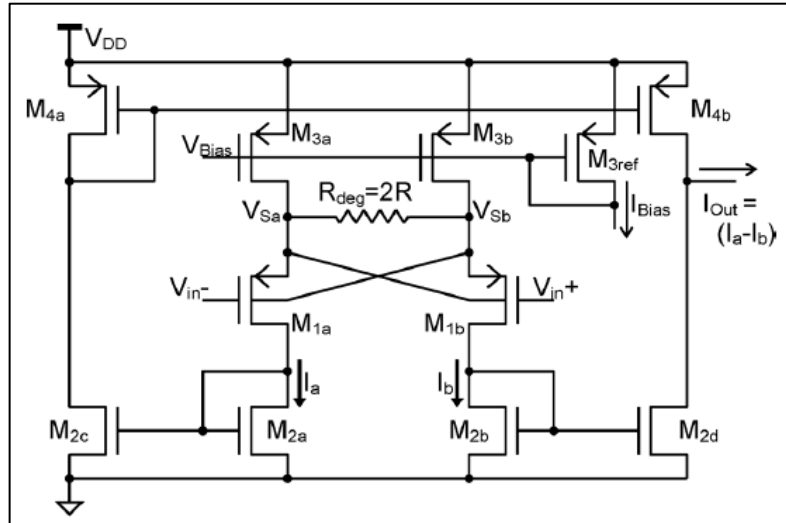 V_DD
M_4a
M_3a
M_3b
M_4b
V_Bias
M_3ref
R_deg=2R
V_Sa
V_Sb
I_Bias
I_Out =
(I_a-I_b)
V_in-
V_in+
M_1a
M_1b
I_a
I_b
M_2c
M_2a
M_2b
M_2d